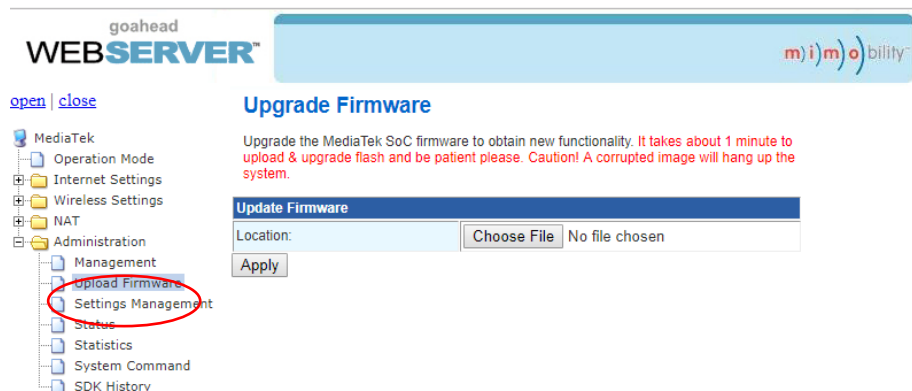 goahead
WEBSERVER™
m)i)m)o)bility™
open | close
Upgrade Firmware
MediaTek
Operation Mode
Internet Settings
Wireless Settings
NAT
Administration
Management
Upload Firmware
Settings Management
Status
Statistics
System Command
SDK History
Upgrade the MediaTek SoC firmware to obtain new functionality. It takes about 1 minute to
upload & upgrade flash and be patient please. Caution! A corrupted image will hang up the
system.
Update Firmware
Location: Choose File No file chosen
Apply